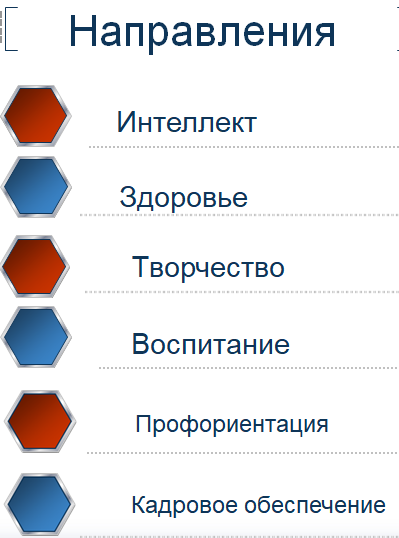 Направления
Интеллект
Здоровье
Творчество
Воспитание
Профориентация
Кадровое обеспечение